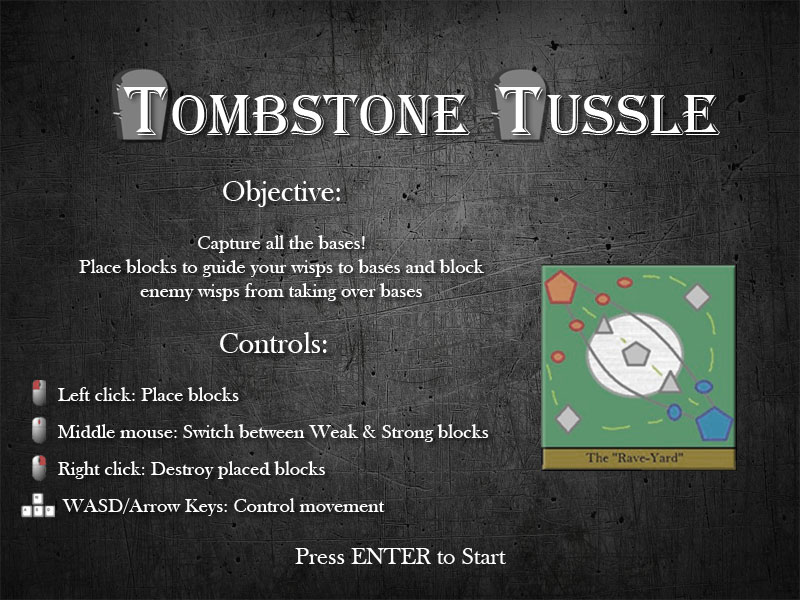 Tombstone Tussle
Objective:
Capture all the bases!
Place blocks to guide your wisps to bases and block
enemy wisps from taking over bases
Controls:
Left click: Place blocks
Middle mouse: Switch between Weak & Strong blocks
Right click: Destroy placed blocks
WASD/Arrow Keys: Control movement
The "Rave-Yard"
Press ENTER to Start